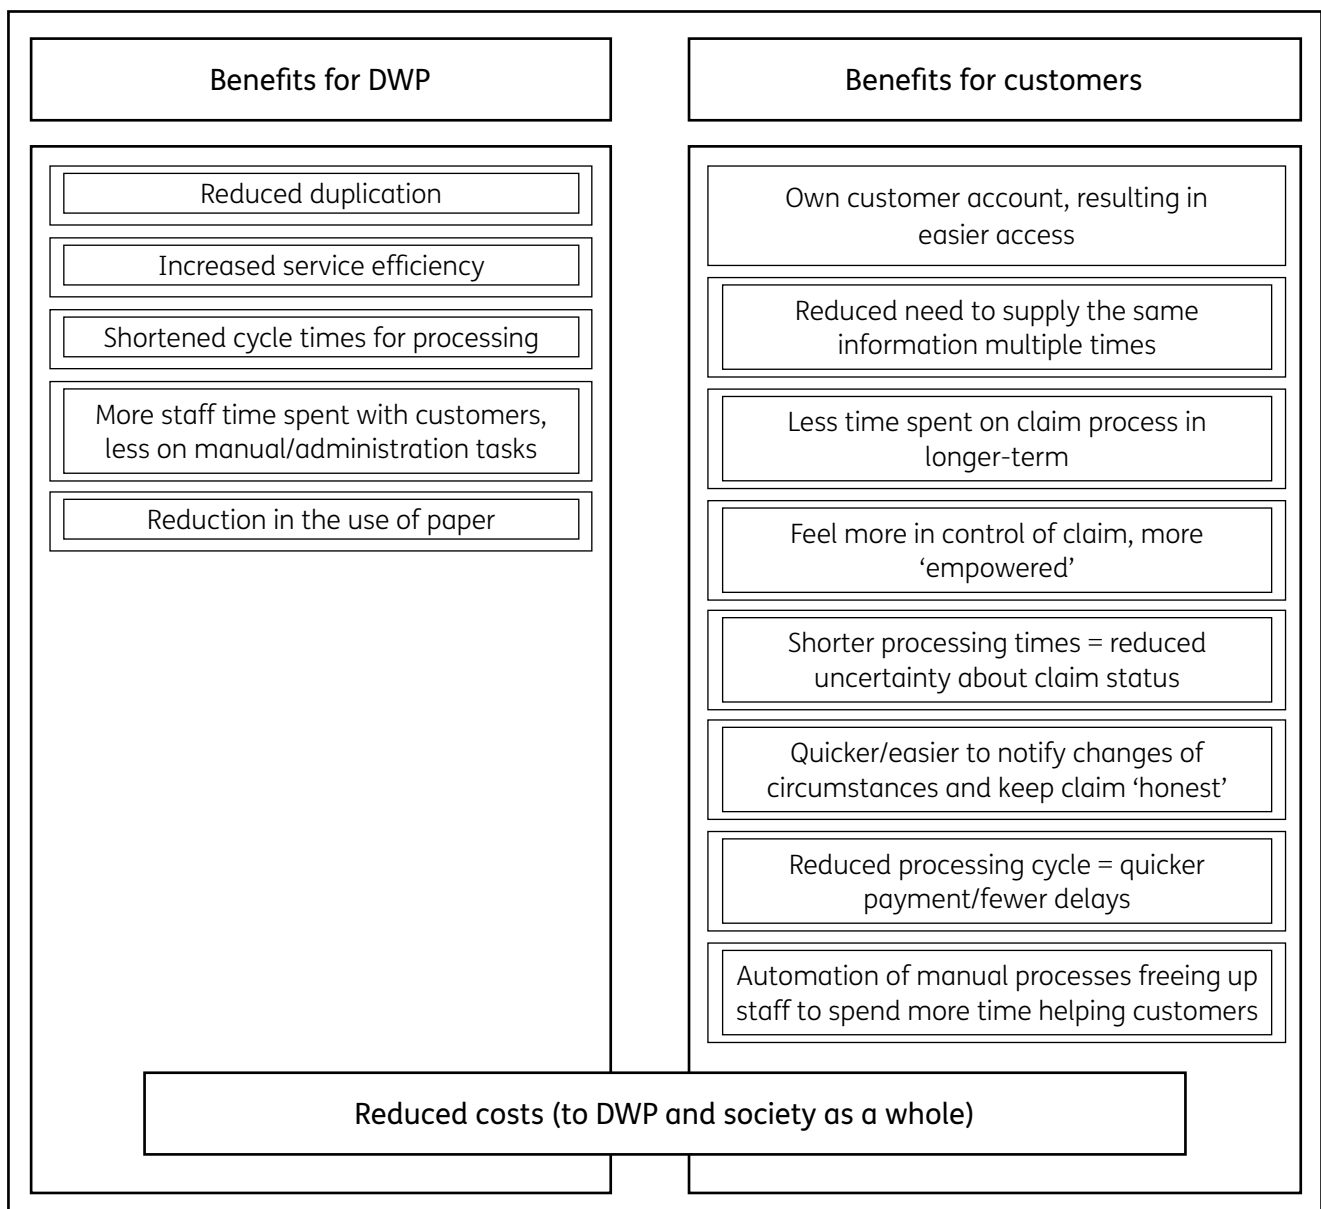 Benefits for DWP
Reduced duplication
Increased service efficiency
Shortened cycle times for processing
More staff time spent with customers,
less on manual/administration tasks
Reduction in the use of paper
Benefits for customers
Own customer account, resulting in
easier access
Reduced need to supply the same
information multiple times
Less time spent on claim process in
longer-term
Feel more in control of claim, more
‘empowered’
Shorter processing times = reduced
uncertainty about claim status
Quicker/easier to notify changes of
circumstances and keep claim ‘honest’
Reduced processing cycle = quicker
payment/fewer delays
Automation of manual processes freeing up
staff to spend more time helping customers
Reduced costs (to DWP and society as a whole)